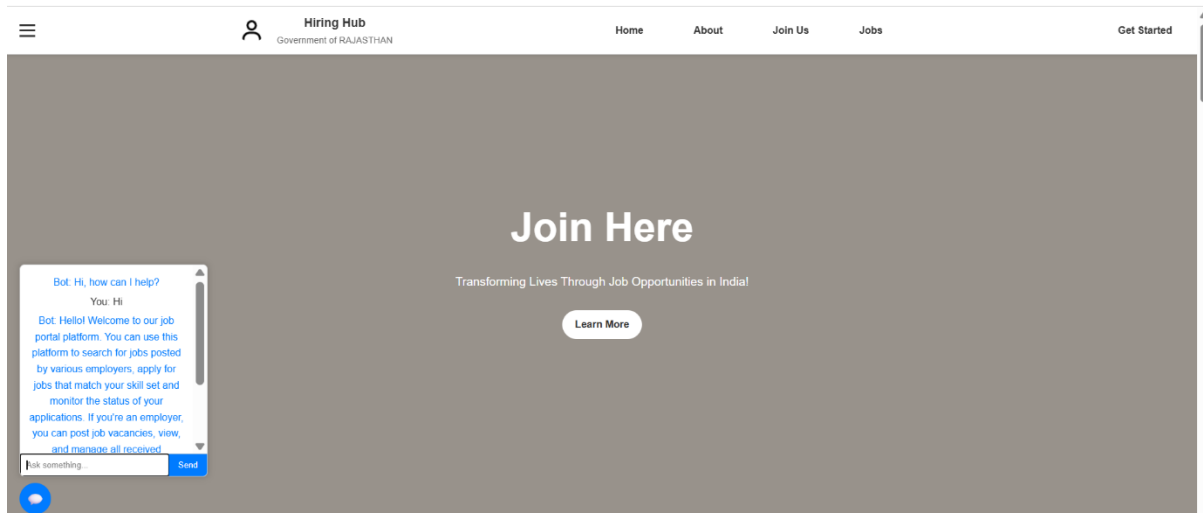 Hiring Hub
Government of RAJASTHAN
Home
About
Join Us
Jobs
Get Started
Join Here
Transforming Lives Through Job Opportunities in India!
Learn More
Bot: Hi, how can I help?
You: Hi
Bot: Hello! Welcome to our job
portal platform. You can use this
platform to search for jobs posted
by various employers, apply for
jobs that match your skill set and
monitor the status of your
applications. If you're an employer,
you can post job vacancies, view,
and manage all received
Ask something...
Send